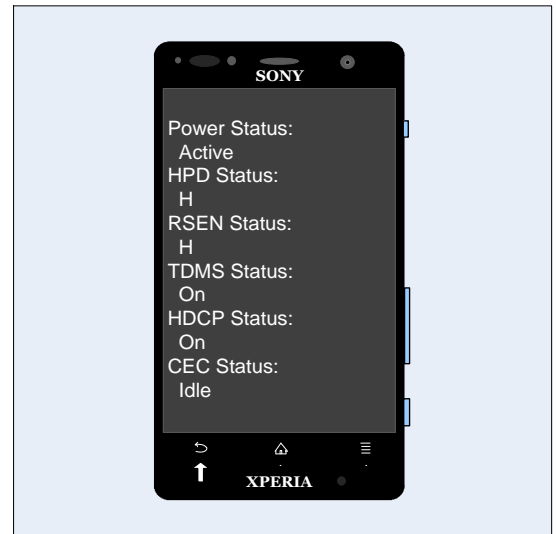 SONY
Power Status:
Active
HPD Status:
H
RSEN Status:
H
TDMS Status:
On
HDCP Status:
On
CEC Status:
Idle
XPERIA